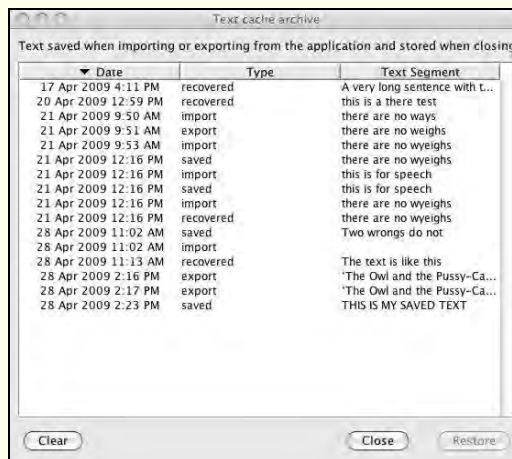 Text cache archive
Text saved when importing or exporting from the application and stored when closing
▼ Date Type Text Segment
17 Apr 2009 4:11 PM recovered A very long sentence with t...
20 Apr 2009 12:59 PM recovered this is a there test
21 Apr 2009 9:50 AM import there are no ways
21 Apr 2009 9:51 AM export there are no weighs
21 Apr 2009 9:53 AM import there are no wyeighs
21 Apr 2009 12:16 PM saved there are no wyeighs
21 Apr 2009 12:16 PM import this is for speech
21 Apr 2009 12:16 PM saved this is for speech
21 Apr 2009 12:16 PM import there are no wyeighs
21 Apr 2009 12:16 PM recovered there are no wyeighs
28 Apr 2009 11:02 AM saved Two wrongs do not
28 Apr 2009 11:02 AM import
28 Apr 2009 11:13 AM recovered The text is like this
28 Apr 2009 2:16 PM export 'The Owl and the Pussy-Ca...
28 Apr 2009 2:17 PM export 'The Owl and the Pussy-Ca...
28 Apr 2009 2:23 PM saved THIS IS MY SAVED TEXT
Clear Close Restore